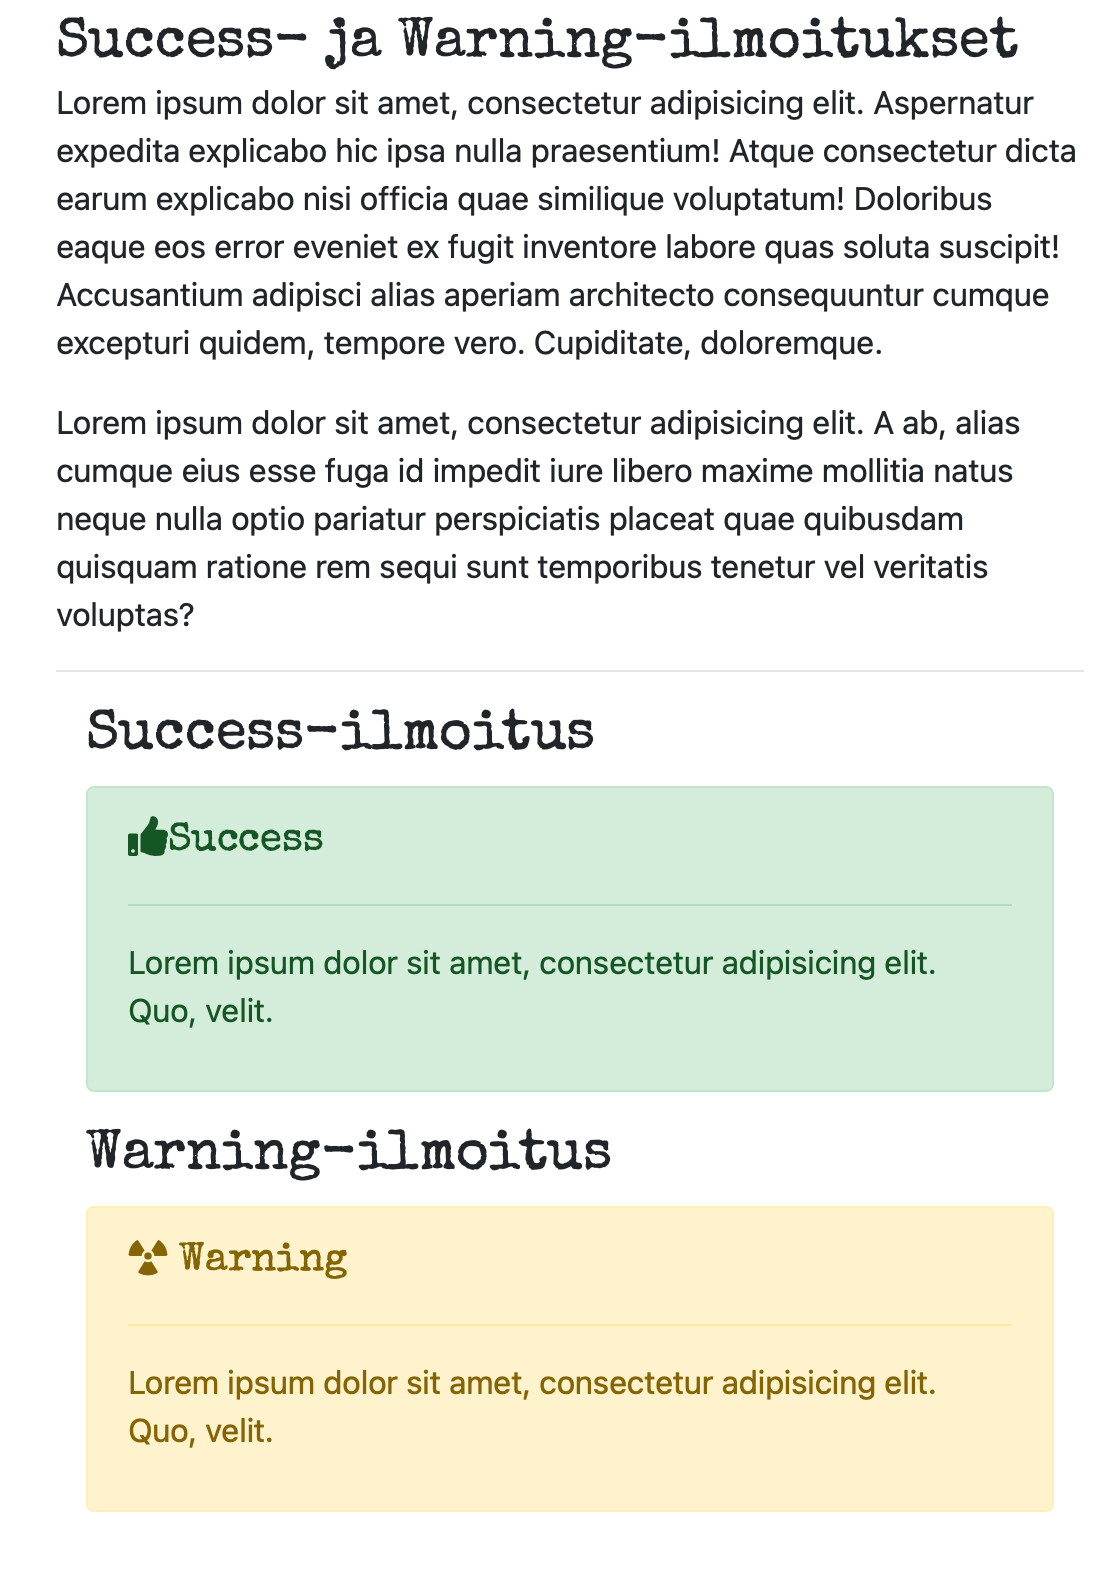 Success- ja Warning-ilmoitukset
Lorem ipsum dolor sit amet, consectetur adipisicing elit. Aspernatur
expedita explicabo hic ipsa nulla praesentium! Atque consectetur dicta
earum explicabo nisi officia quae similique voluptatum! Doloribus
eaque eos error eveniet ex fugit inventore labore quas soluta suscipit!
Accusantium adipisci alias aperiam architecto consequuntur cumque
excepturi quidem, tempore vero. Cupiditate, doloremque.
Lorem ipsum dolor sit amet, consectetur adipisicing elit. A ab, alias
cumque eius esse fuga id impedit iure libero maxime mollitia natus
neque nulla optio pariatur perspiciatis placeat quae quibusdam
quisquam ratione rem sequi sunt temporibus tenetur vel veritatis
voluptas?
Success-ilmoitus
Success
Lorem ipsum dolor sit amet, consectetur adipisicing elit.
Quo, velit.
Warning-ilmoitus
Warning
Lorem ipsum dolor sit amet, consectetur adipisicing elit.
Quo, velit.